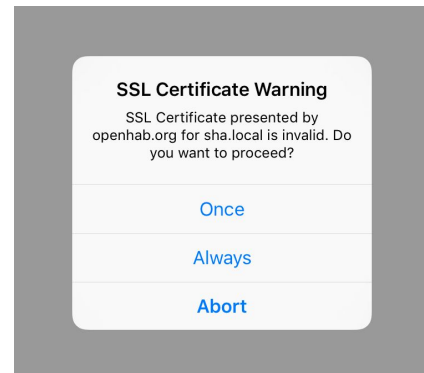 SSL Certificate Warning
SSL Certificate presented by
openhab.org for sha.local is invalid. Do
you want to proceed?
Once
Always
Abort